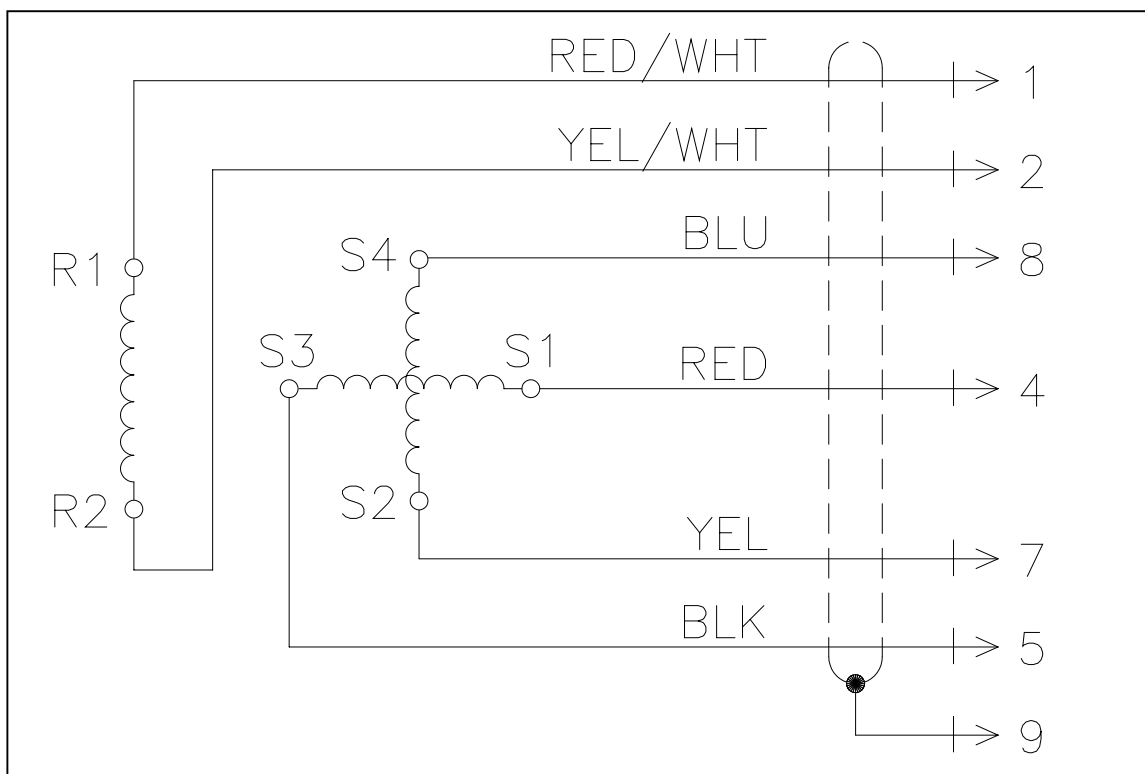 RED/WHT
1
YEL/WHT
2
BLU
8
R1
S4
S3
S1
RED
4
R2
S2
YEL
7
BLK
5
9